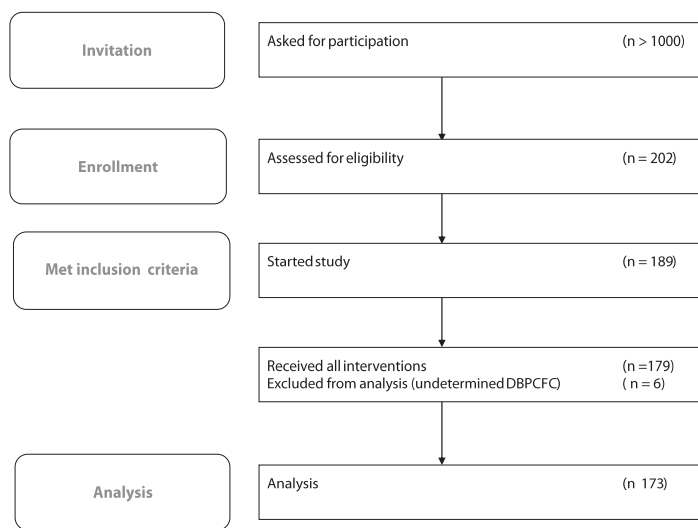 Invitation
Asked for participation (n > 1000)
Enrollment
Assessed for eligibility (n = 202)
Met inclusion criteria
Started study (n = 189)
Received all interventions (n =179)
Excluded from analysis (undetermined DBPCFC) ( n = 6)
Analysis
Analysis (n 173)